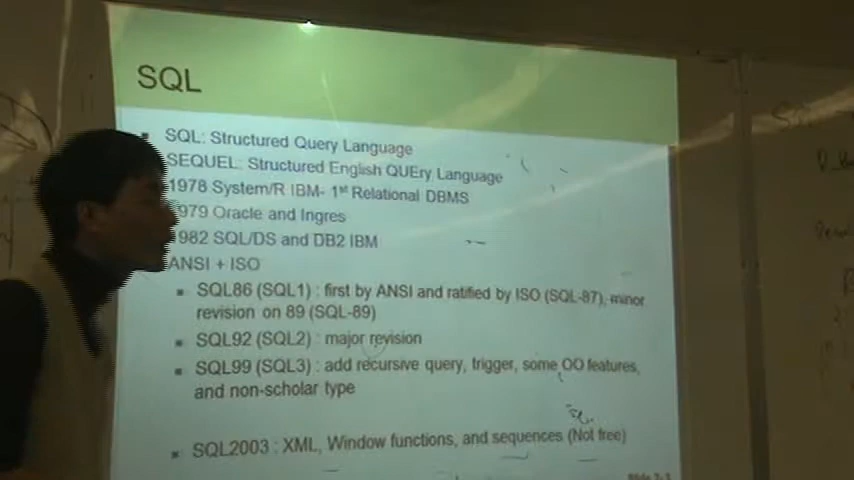 SQL
SQL: Structured Query Language
SEQUEL: Structured English QUEry Language
1978 System/R IBM- 1st Relational DBMS
1979 Oracle and Ingres
1982 SQL/DS and DB2 IBM
ANSI + ISO
SQL86 (SQL1) : first by ANSI and ratified by ISO (SQL-87), minor
revision on 89 (SQL-89)
SQL92 (SQL2) : major revision
SQL99 (SQL3) : add recursive query, trigger, some OO features,
and non-scholar type
SQL2003 : XML, Window functions, and sequences (Not free)